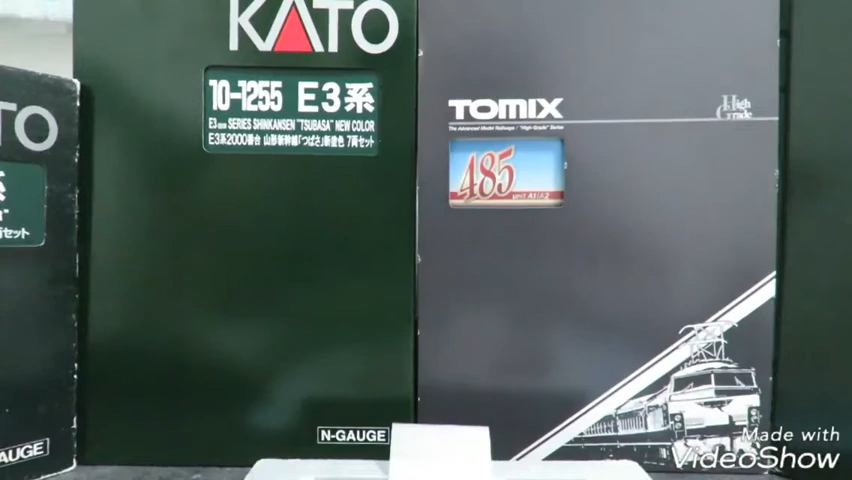 TO
系
セット
AUGE
KATO
10-1255 E3系
SERIES SHINKANSEN "TSUBASA" NEW COLOR
E3系2000番台 山形新幹線「つばさ」新塗色 7両セット
N-GAUGE
TOMIX
The Advanced Model Railways / "High-Grade" Series
High
Grade
485
UNIT A1/A2
Made with
VideoShow